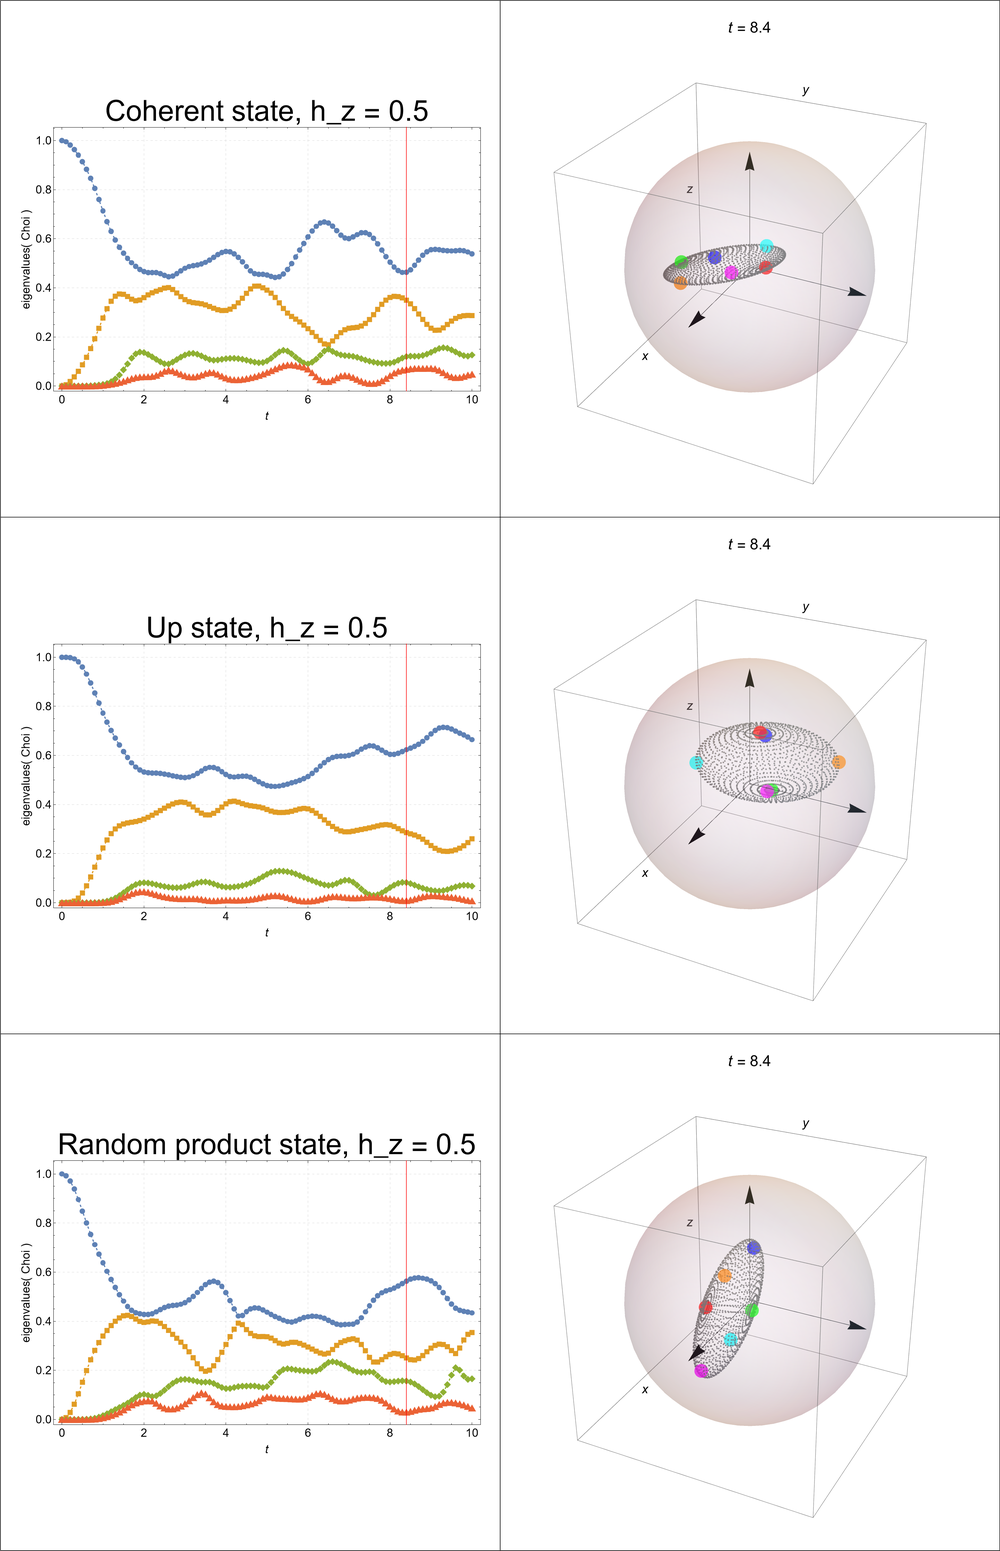 t = 8.4
Coherent state, h_z = 0.5
eigenvalues( Choi )
1.0
0.8
0.6
0.4
0.2
0.0
0 2 4 6 8 10
t
y
z
x
t = 8.4
Up state, h_z = 0.5
eigenvalues( Choi )
1.0
0.8
0.6
0.4
0.2
0.0
0 2 4 6 8 10
t
y
z
x
t = 8.4
Random product state, h_z = 0.5
eigenvalues( Choi )
1.0
0.8
0.6
0.4
0.2
0.0
0 2 4 6 8 10
t
y
z
x